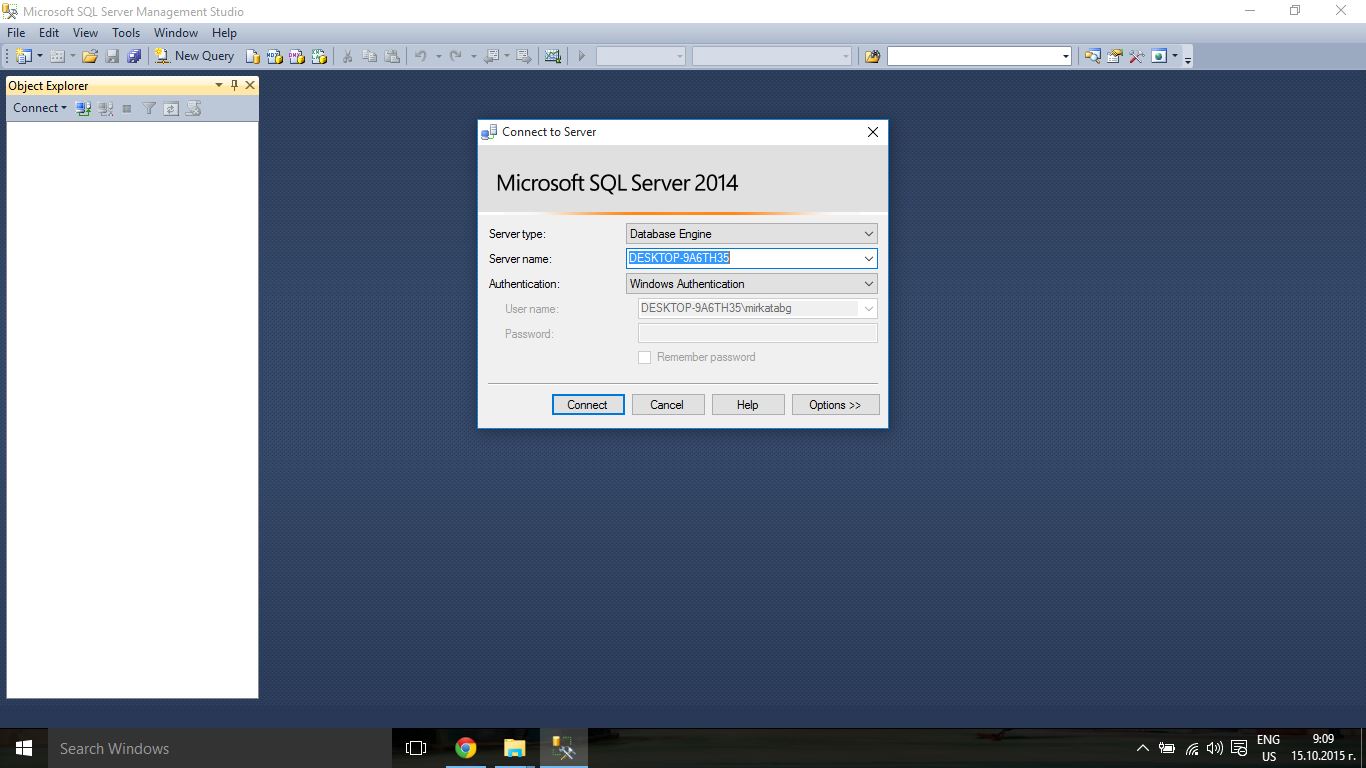 Microsoft SQL Server Management Studio
File Edit View Tools Window Help
New Query
Object Explorer
Connect
Connect to Server
Microsoft SQL Server 2014
Server type: Database Engine
Server name: DESKTOP-9A6TH35
Authentication: Windows Authentication
User name: DESKTOP-9A6TH35\mirkatabg
Password:
Remember password
Connect Cancel Help Options >>
Search Windows
ENG 9:09
US 15.10.2015 г.